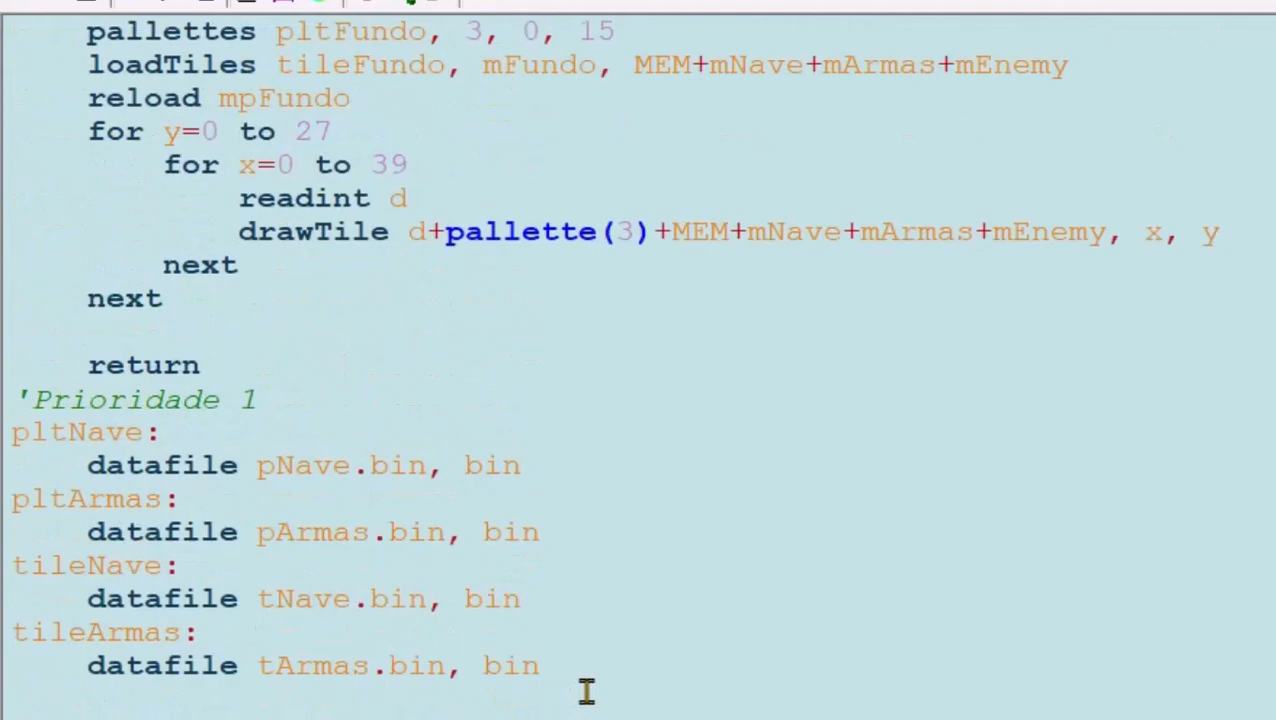 pallettes pltFundo, 3, 0, 15
loadTiles tileFundo, mFundo, MEM+mNave+mArmas+mEnemy
reload mpFundo
for y=0 to 27
for x=0 to 39
readint d
drawTile d+pallette(3)+MEM+mNave+mArmas+mEnemy, x, y
next
next
return
'Prioridade 1
pltNave:
datafile pNave.bin, bin
pltArmas:
datafile pArmas.bin, bin
tileNave:
datafile tNave.bin, bin
tileArmas:
datafile tArmas.bin, bin